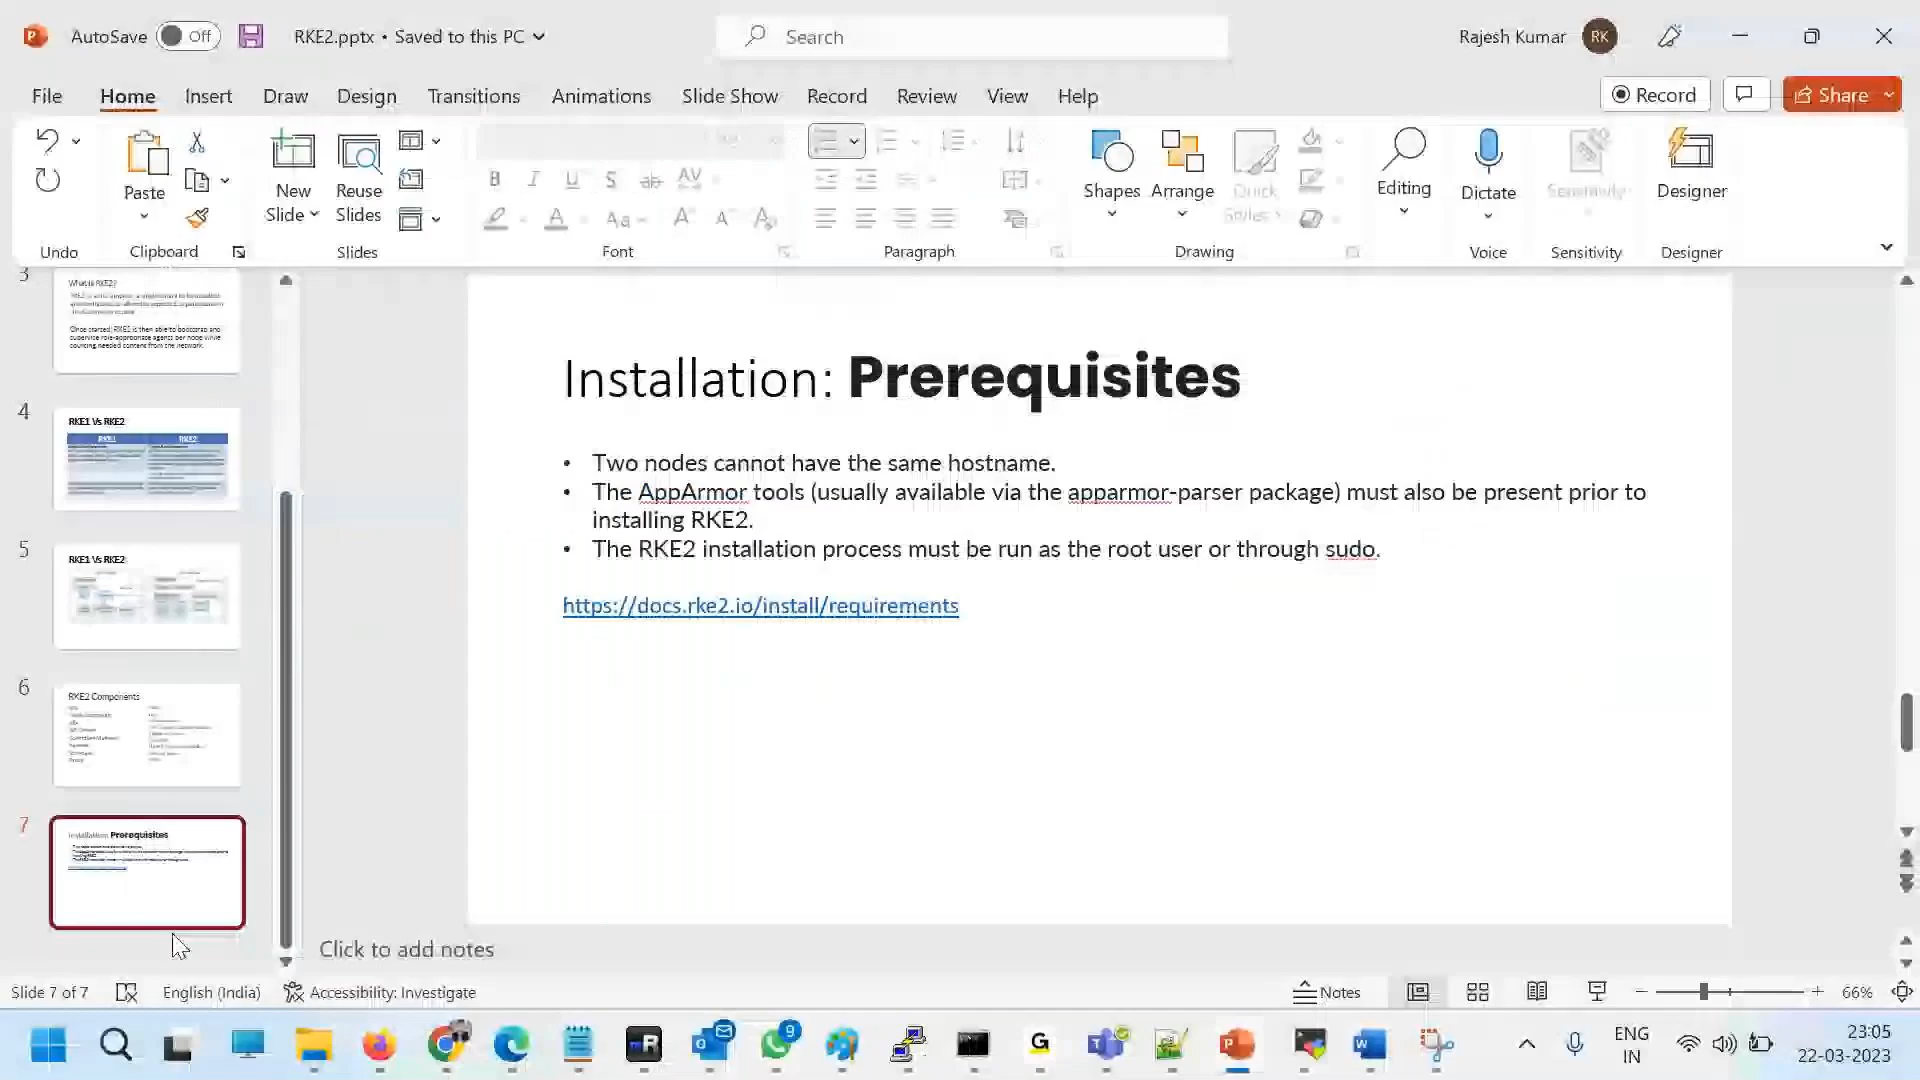 AutoSave Off RKE2.pptx • Saved to this PC Search Rajesh Kumar RK
File Home Insert Draw Design Transitions Animations Slide Show Record Review View Help Record Share
Paste New Slide Reuse Slides
B I U S ab AV
A Aa A A
Shapes Arrange Quick Styles Editing Dictate Sensitivity Designer
Undo Clipboard Slides Font Paragraph Drawing Voice Sensitivity Designer
3
What is RKE2?
4
RKE1 Vs RKE2
RKE1 RKE2
5
RKE1 Vs RKE2
6
RKE2 Components
7
Installation: Prerequisites
Installation: Prerequisites
• Two nodes cannot have the same hostname.
• The AppArmor tools (usually available via the apparmor-parser package) must also be present prior to
installing RKE2.
• The RKE2 installation process must be run as the root user or through sudo.
https://docs.rke2.io/install/requirements
Click to add notes
Slide 7 of 7 English (India) Accessibility: Investigate Notes 66%
9 ENG IN 23:05
22-03-2023